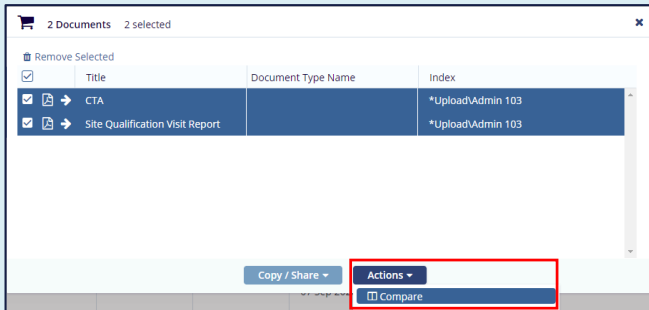 2 Documents 2 selected
Remove Selected
Title Document Type Name Index
CTA *Upload\Admin 103
Site Qualification Visit Report *Upload\Admin 103
Copy / Share Actions
Compare